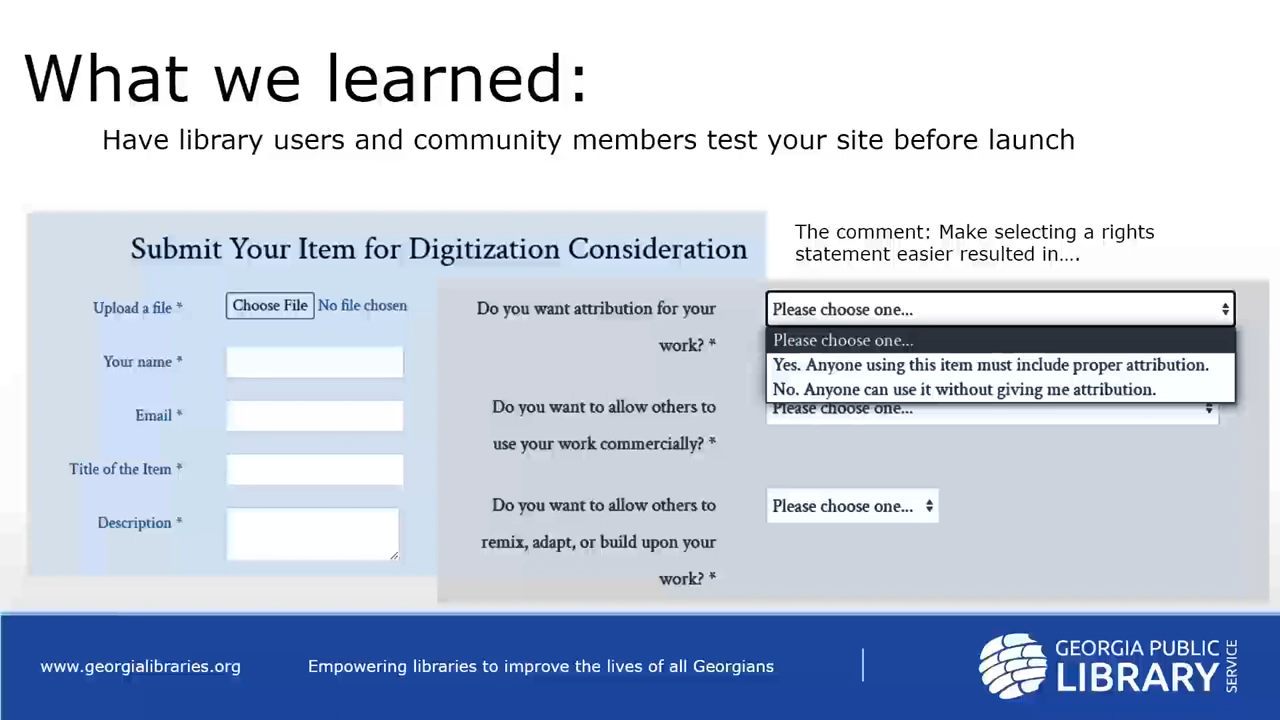 What we learned:
Have library users and community members test your site before launch
Submit Your Item for Digitization Consideration
Upload a file *
Choose File No file chosen
Your name *
Email *
Title of the Item *
Description *
The comment: Make selecting a rights
statement easier resulted in....
Do you want attribution for your
work? *
Please choose one...
Please choose one...
Yes. Anyone using this item must include proper attribution.
No. Anyone can use it without giving me attribution.
Do you want to allow others to
use your work commercially? *
Please choose one...
Do you want to allow others to
remix, adapt, or build upon your
work? *
Please choose one...
www.georgialibraries.org
Empowering libraries to improve the lives of all Georgians
GEORGIA PUBLIC
LIBRARY
SERVICE